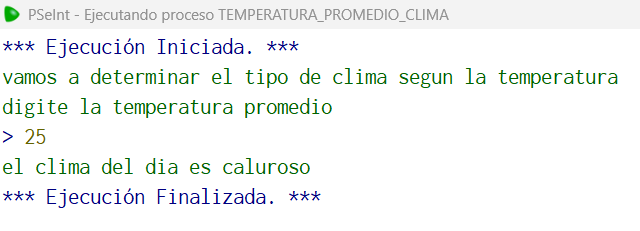 PSeInt - Ejecutando proceso TEMPERATURA_PROMEDIO_CLIMA
*** Ejecución Iniciada. ***
vamos a determinar el tipo de clima segun la temperatura
digite la temperatura promedio
> 25
el clima del dia es caluroso
*** Ejecución Finalizada. ***